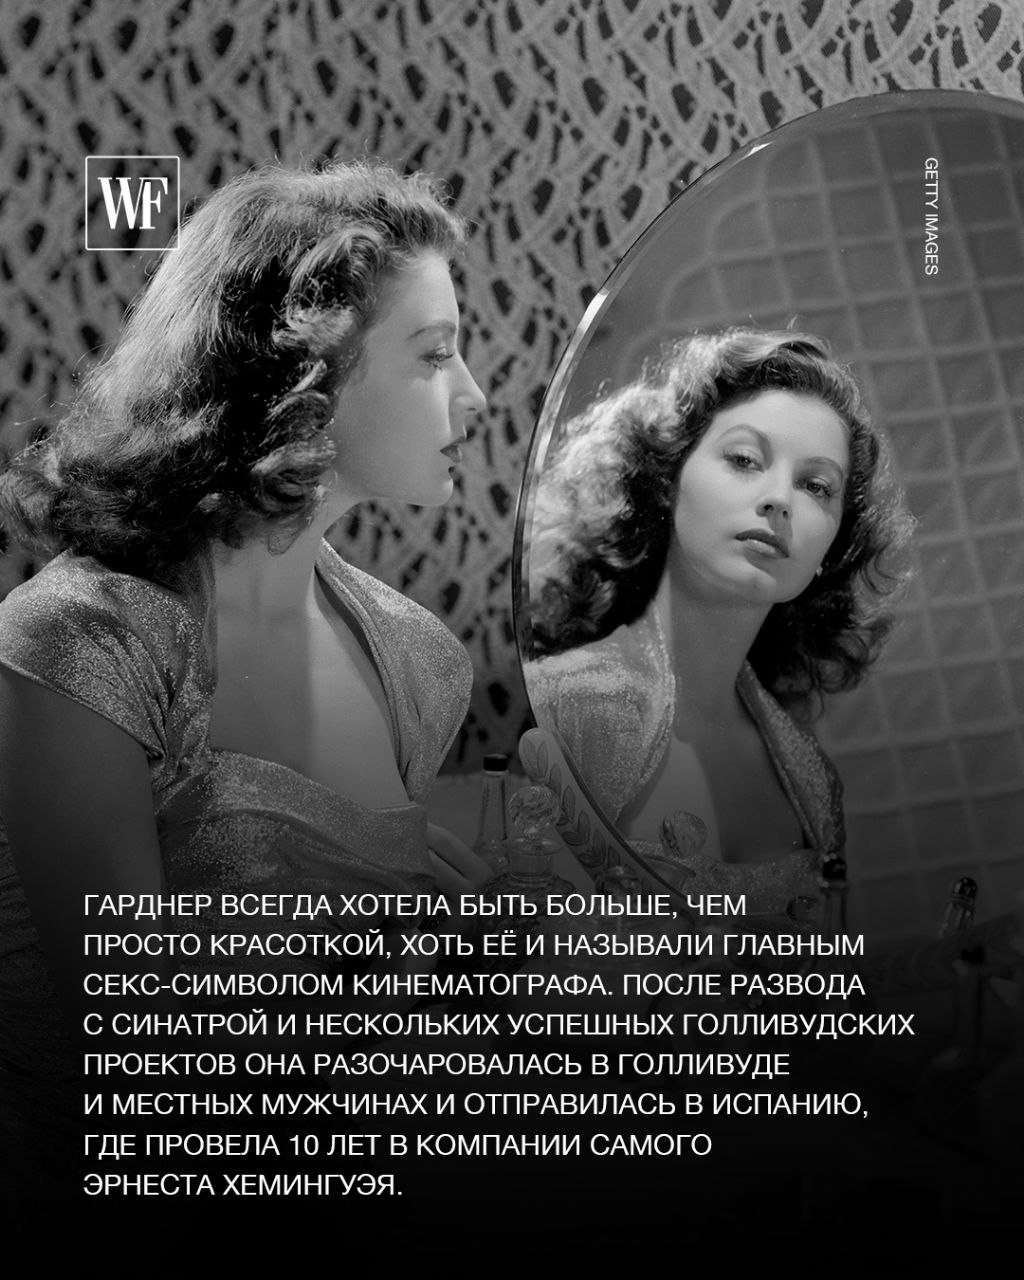 WF
GETTY IMAGES
ГАРДНЕР ВСЕГДА ХОТЕЛА БЫТЬ БОЛЬШЕ, ЧЕМ
ПРОСТО КРАСОТКОЙ, ХОТЬ ЕЁ И НАЗЫВАЛИ ГЛАВНЫМ
СЕКС-СИМВОЛОМ КИНЕМАТОГРАФА. ПОСЛЕ РАЗВОДА
С СИНАТРОЙ И НЕСКОЛЬКИХ УСПЕШНЫХ ГОЛЛИВУДСКИХ
ПРОЕКТОВ ОНА РАЗОЧАРОВАЛАСЬ В ГОЛЛИВУДЕ
И МЕСТНЫХ МУЖЧИНАХ И ОТПРАВИЛАСЬ В ИСПАНИЮ,
ГДЕ ПРОВЕЛА 10 ЛЕТ В КОМПАНИИ САМОГО
ЭРНЕСТА ХЕМИНГУЭЯ.